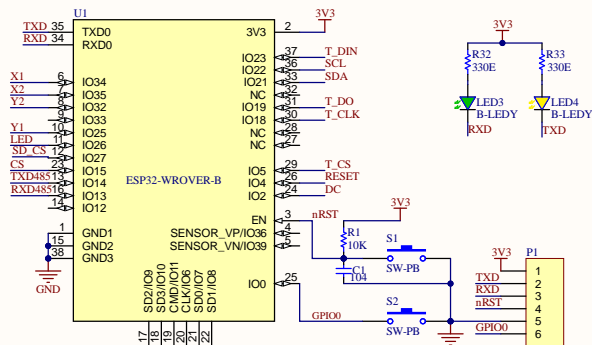 U1
TXD 35 TXD0 3V3 2 3V3
RXD 34 RXD0
IO23 37 T_DIN
IO22 36 SCL
X1 6 IO34 IO21 33 SDA
X2 7 IO35 NC 32
Y2 8 IO32 IO19 31 T_DO
9 IO33 IO18 30 T_CLK
Y1 10 IO25 NC 28
LED 11 IO26 NC 27
SD_CS 12 IO27
CS 23 IO15 IO5 29 T_CS
TXD485 13 IO14 IO4 26 RESET
RXD485 16 IO13 IO2 24 DC
14 IO12
ESP32-WROVER-B
EN 3 nRST
1 GND1 SENSOR_VP/IO36 4
15 GND2 SENSOR_VN/IO39 5
38 GND3
GND
IO0 25 GPIO0
SD2/IO9 17
SD3/IO10 18
CMD/IO11 19
CLK/IO6 20
SD0/IO7 21
SD1/IO8 22
3V3
R1
10K
C1
104
S1
SW-PB
S2
SW-PB
3V3
R32
330E
R33
330E
LED3
B-LEDY
LED4
B-LEDY
RXD
TXD
P1
3V3 1
TXD 2
RXD 3
nRST 4
5
GPIO0 6